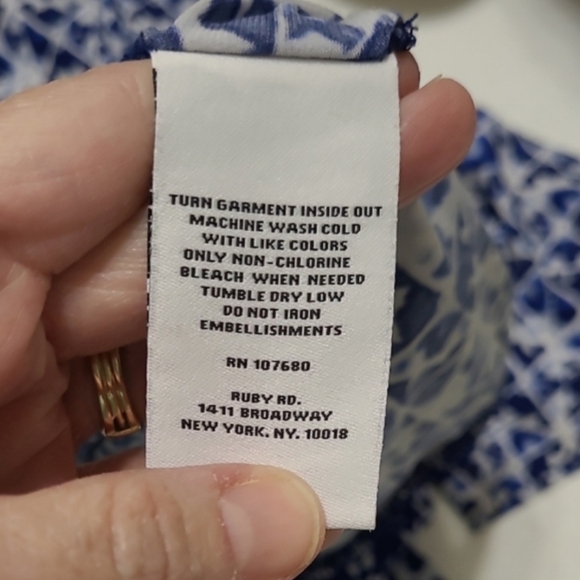 TURN GARMENT INSIDE OUT
MACHINE WASH COLD
WITH LIKE COLORS
ONLY NON-CHLORINE
BLEACH WHEN NEEDED
TUMBLE DRY LOW
DO NOT IRON
EMBELLISHMENTS
RN 107680
RUBY RD.
1411 BROADWAY
NEW YORK. NY. 10018